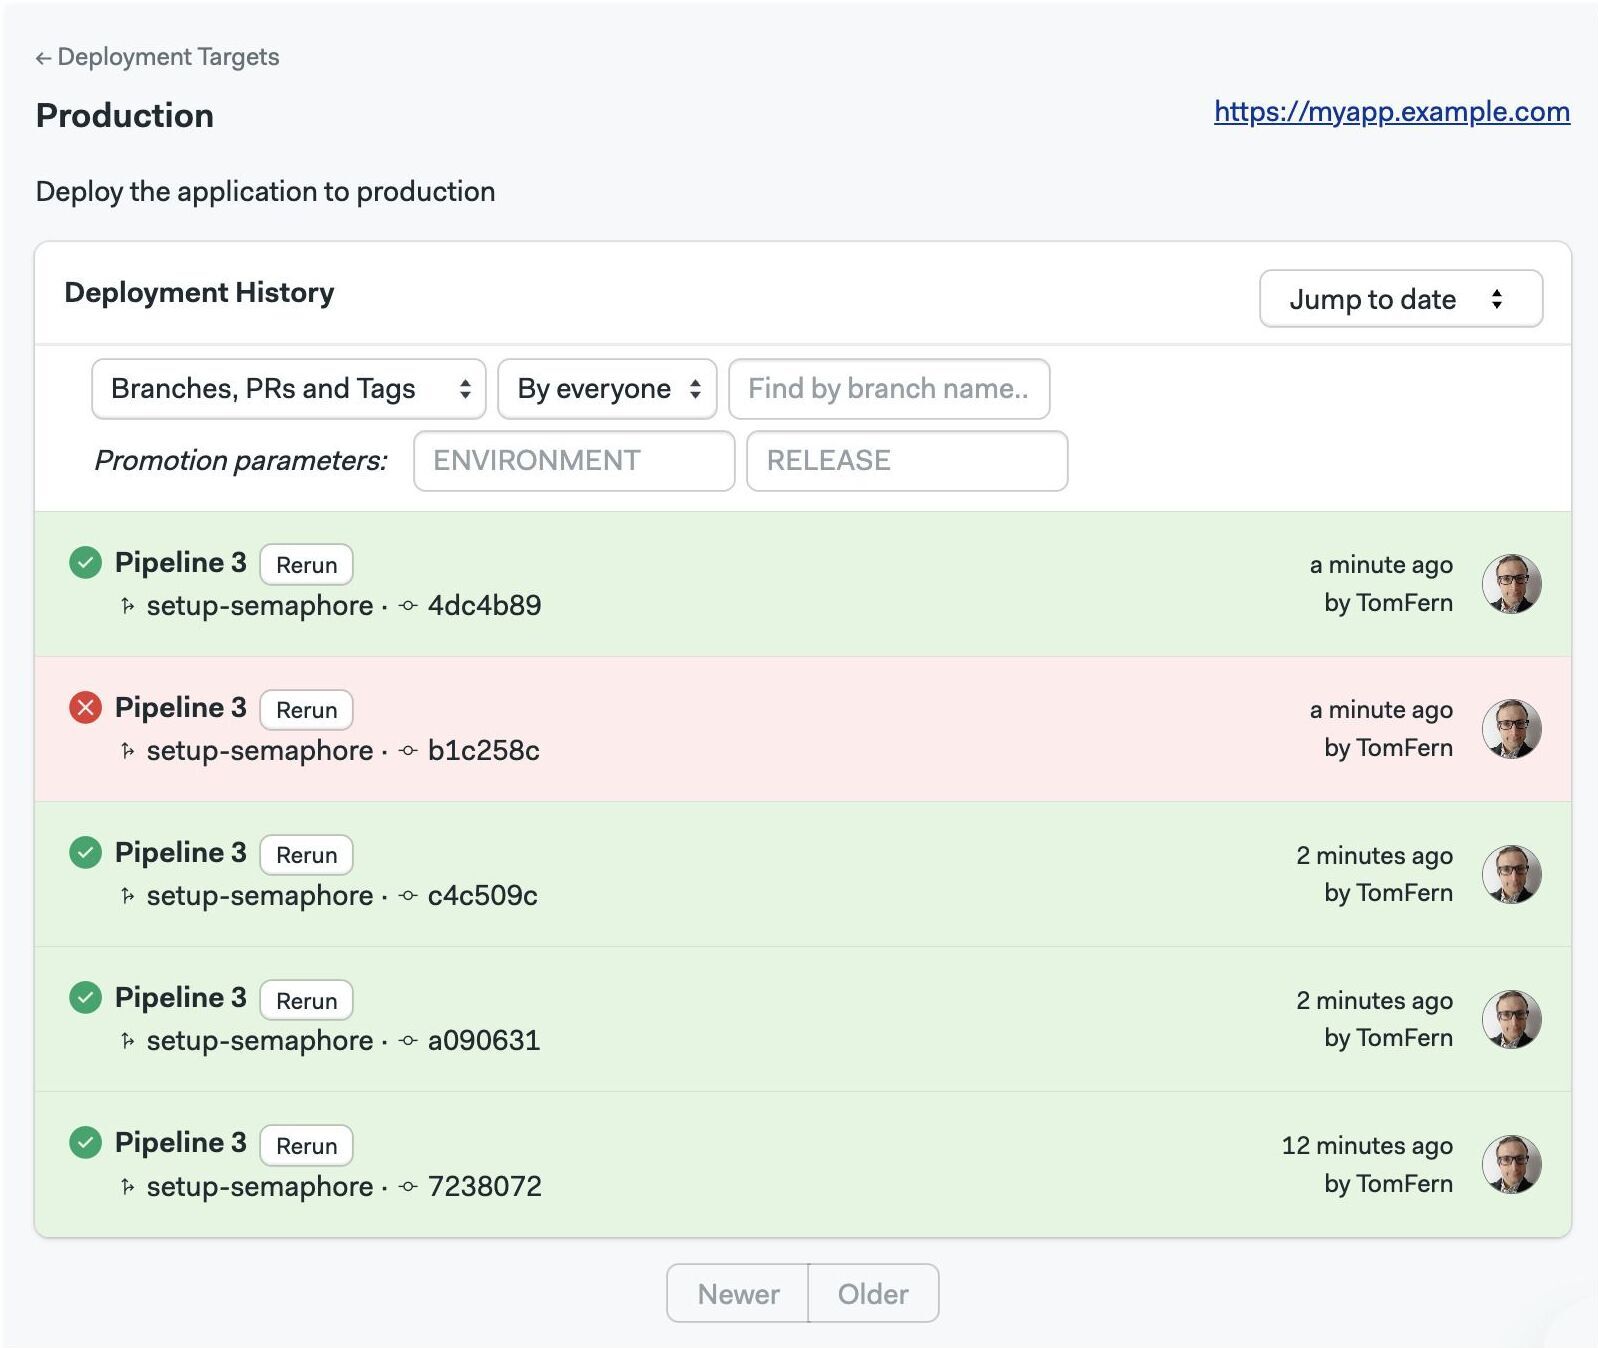 ← Deployment Targets
Production
https://myapp.example.com
Deploy the application to production
Deployment History
Jump to date
Branches, PRs and Tags
By everyone
Find by branch name..
Promotion parameters:
ENVIRONMENT
RELEASE
Pipeline 3 Rerun
setup-semaphore · 4dc4b89
a minute ago
by TomFern
Pipeline 3 Rerun
setup-semaphore · b1c258c
a minute ago
by TomFern
Pipeline 3 Rerun
setup-semaphore · c4c509c
2 minutes ago
by TomFern
Pipeline 3 Rerun
setup-semaphore · a090631
2 minutes ago
by TomFern
Pipeline 3 Rerun
setup-semaphore · 7238072
12 minutes ago
by TomFern
Newer
Older